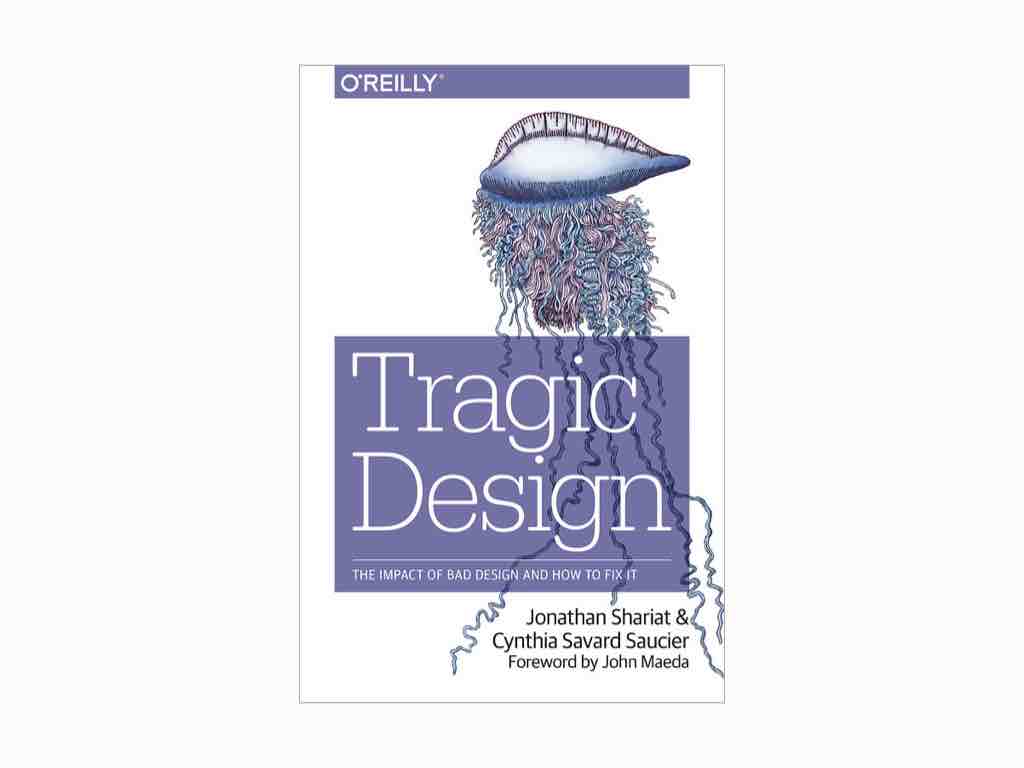 O'REILLY®
Tragic
Design
THE IMPACT OF BAD DESIGN AND HOW TO FIX IT
Jonathan Shariat &
Cynthia Savard Saucier
Foreword by John Maeda